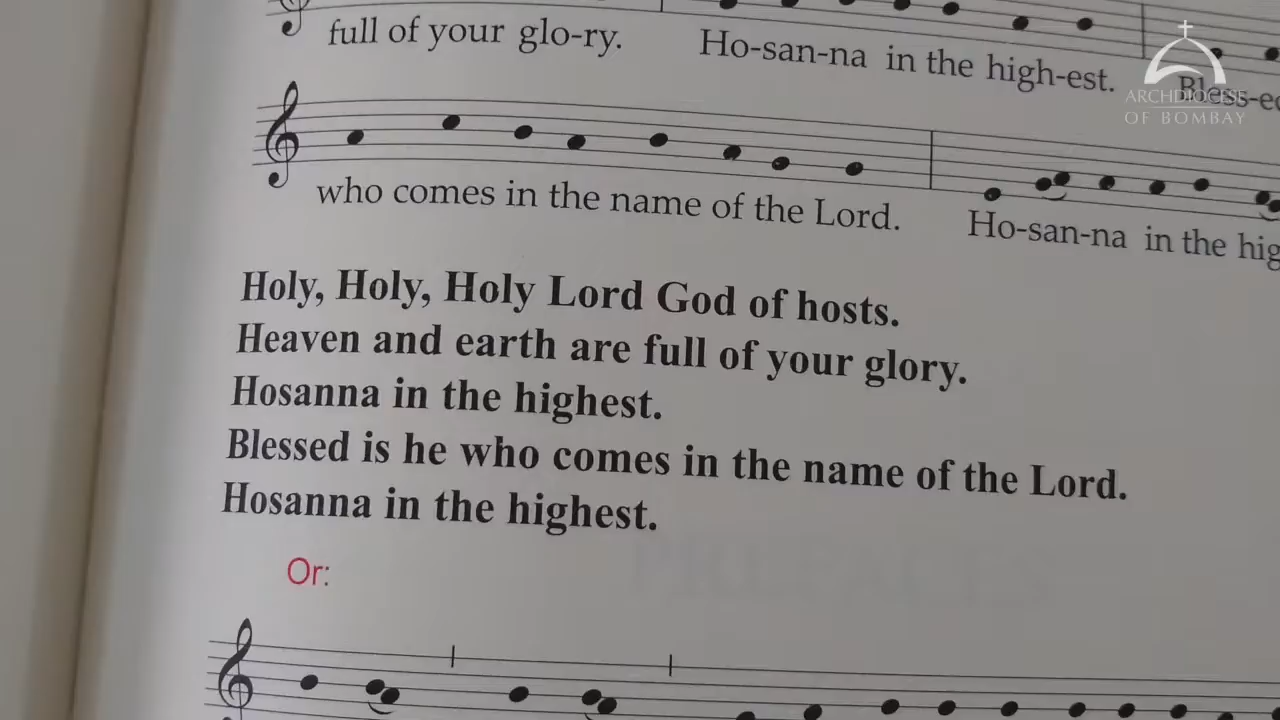 full of your glo-ry. Ho-san-na in the high-est. Bless-ed
ARCHDIOCESE
OF BOMBAY
who comes in the name of the Lord. Ho-san-na in the hig
Holy, Holy, Holy Lord God of hosts.
Heaven and earth are full of your glory.
Hosanna in the highest.
Blessed is he who comes in the name of the Lord.
Hosanna in the highest.
Or: